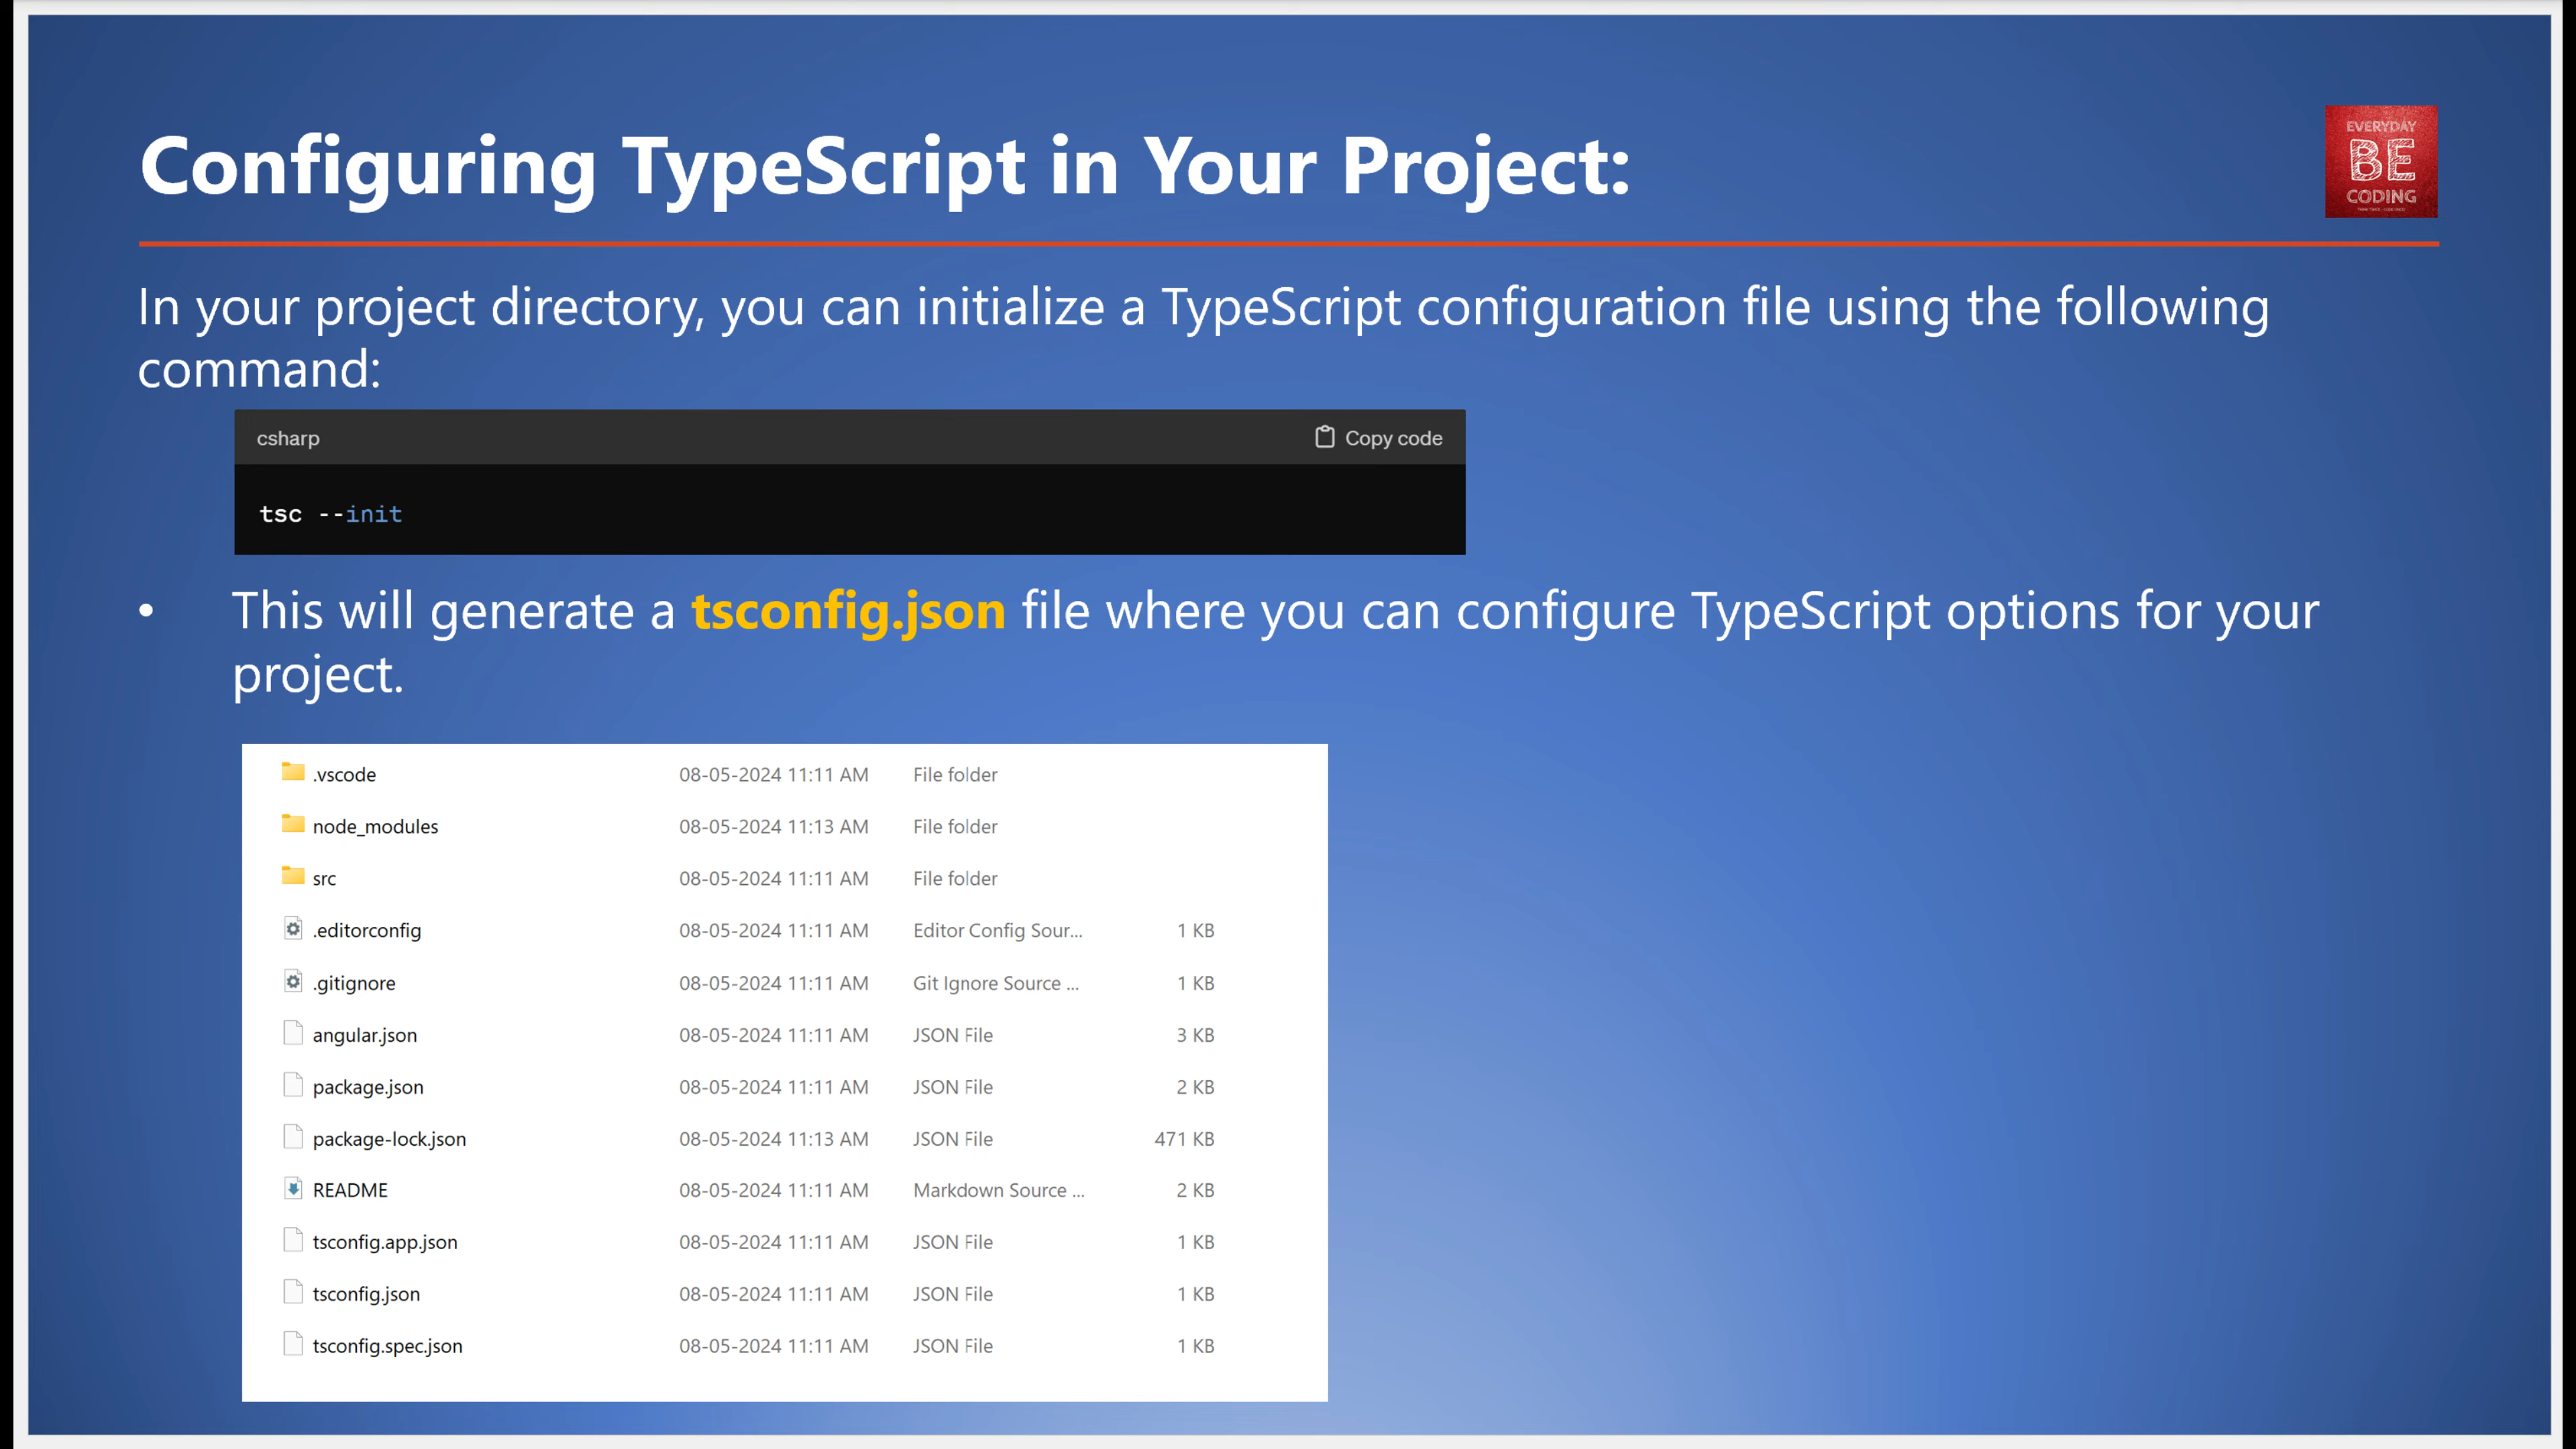 Configuring TypeScript in Your Project:
EVERYDAY
BE
CODING
In your project directory, you can initialize a TypeScript configuration file using the following
command:
csharp Copy code
tsc --init
• This will generate a tsconfig.json file where you can configure TypeScript options for your
project.
.vscode 08-05-2024 11:11 AM File folder
node_modules 08-05-2024 11:13 AM File folder
src 08-05-2024 11:11 AM File folder
.editorconfig 08-05-2024 11:11 AM Editor Config Sour... 1 KB
.gitignore 08-05-2024 11:11 AM Git Ignore Source ... 1 KB
angular.json 08-05-2024 11:11 AM JSON File 3 KB
package.json 08-05-2024 11:11 AM JSON File 2 KB
package-lock.json 08-05-2024 11:13 AM JSON File 471 KB
README 08-05-2024 11:11 AM Markdown Source ... 2 KB
tsconfig.app.json 08-05-2024 11:11 AM JSON File 1 KB
tsconfig.json 08-05-2024 11:11 AM JSON File 1 KB
tsconfig.spec.json 08-05-2024 11:11 AM JSON File 1 KB